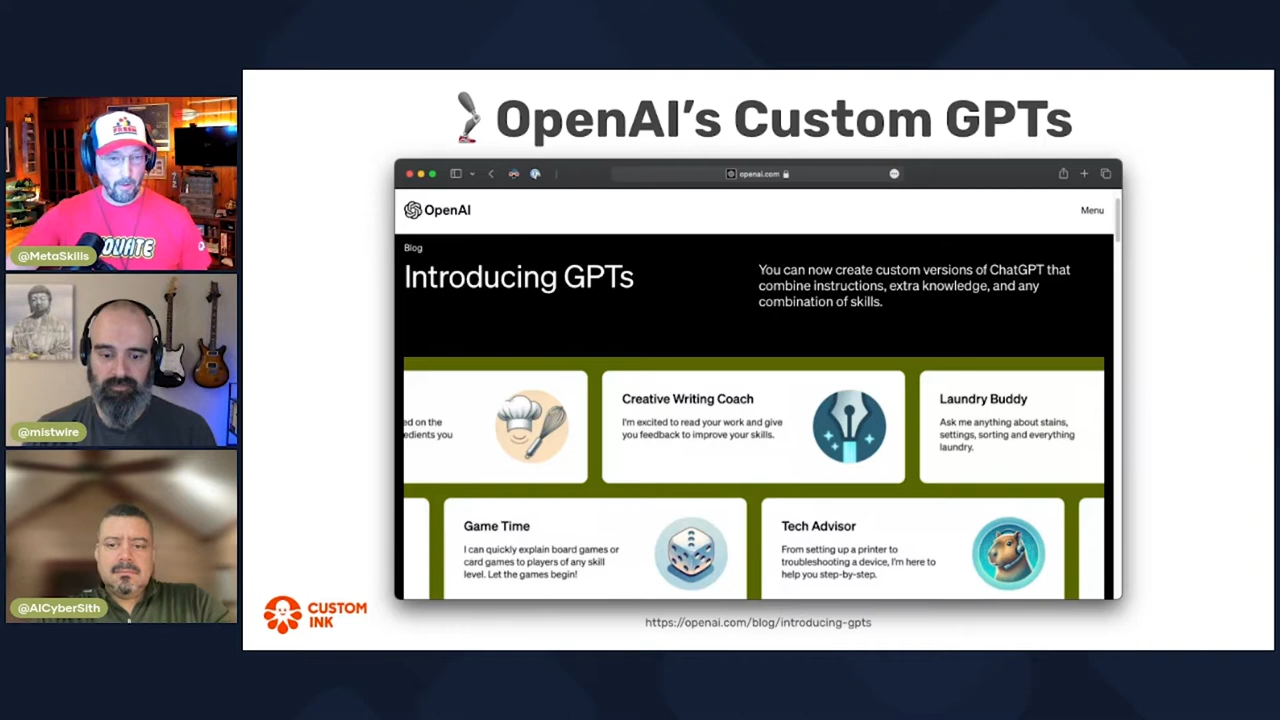 OpenAI's Custom GPTs
openai.com
OpenAI
Menu
Blog
Introducing GPTs
You can now create custom versions of ChatGPT that
combine instructions, extra knowledge, and any
combination of skills.
ed on the
edients you
Creative Writing Coach
I'm excited to read your work and give
you feedback to improve your skills.
Laundry Buddy
Ask me anything about stains,
settings, sorting and everything
laundry.
Game Time
I can quickly explain board games or
card games to players of any skill
level. Let the games begin!
Tech Advisor
From setting up a printer to
troubleshooting a device, I'm here to
help you step-by-step.
https://openai.com/blog/introducing-gpts
CUSTOM
INK
@MetaSkills
@mistwire
@AICyberSith